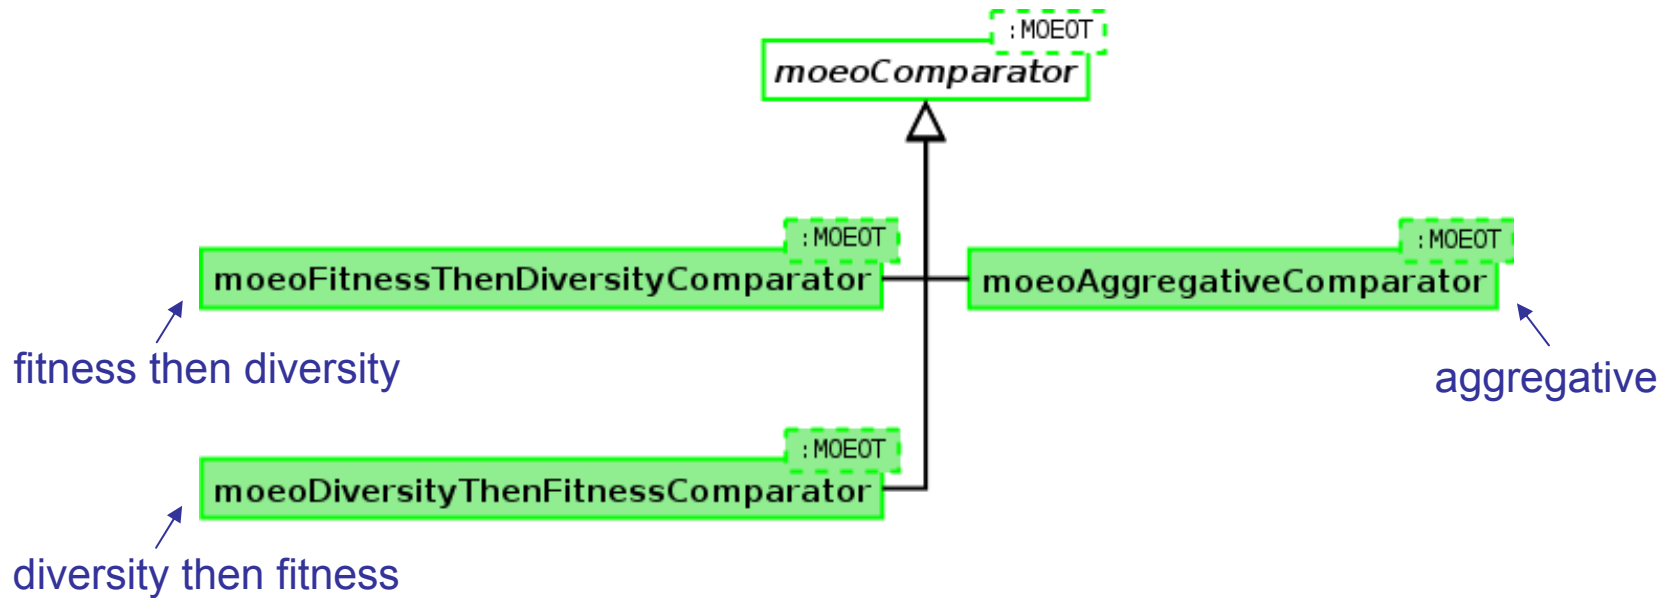 :MOEOT
moeoComparator
:MOEOT
moeoFitnessThenDiversityComparator
:MOEOT
moeoAggregativeComparator
fitness then diversity
aggregative
:MOEOT
moeoDiversityThenFitnessComparator
diversity then fitness